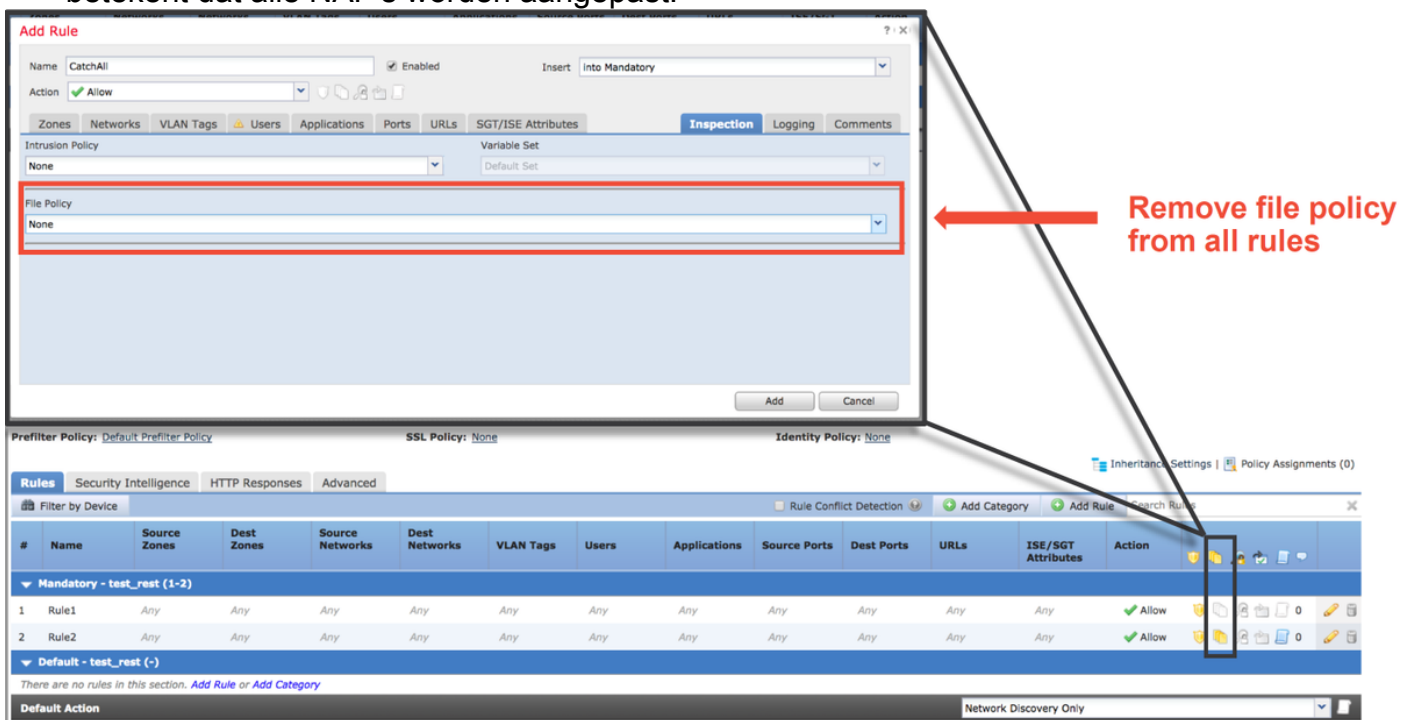 betekent dat alle NAP's worden aangepast.
Add Rule
Name CatchAll Enabled Insert into Mandatory
Action Allow
Zones Networks VLAN Tags Users Applications Ports URLs SGT/ISE Attributes Inspection Logging Comments
Intrusion Policy Variable Set
None Default Set
File Policy
None
Remove file policy
from all rules
Add Cancel
Prefilter Policy: Default Prefilter Policy SSL Policy: None Identity Policy: None
Inheritance Settings | Policy Assignments (0)
Rules Security Intelligence HTTP Responses Advanced
Filter by Device Rule Conflict Detection Add Category Add Rule Search Rules
# Name Source Zones Dest Zones Source Networks Dest Networks VLAN Tags Users Applications Source Ports Dest Ports URLs ISE/SGT Attributes Action
Mandatory - test_rest (1-2)
1 Rule1 Any Any Any Any Any Any Any Any Any Any Any Allow 0
2 Rule2 Any Any Any Any Any Any Any Any Any Any Any Allow 0
Default - test_rest (-)
There are no rules in this section. Add Rule or Add Category
Default Action Network Discovery Only